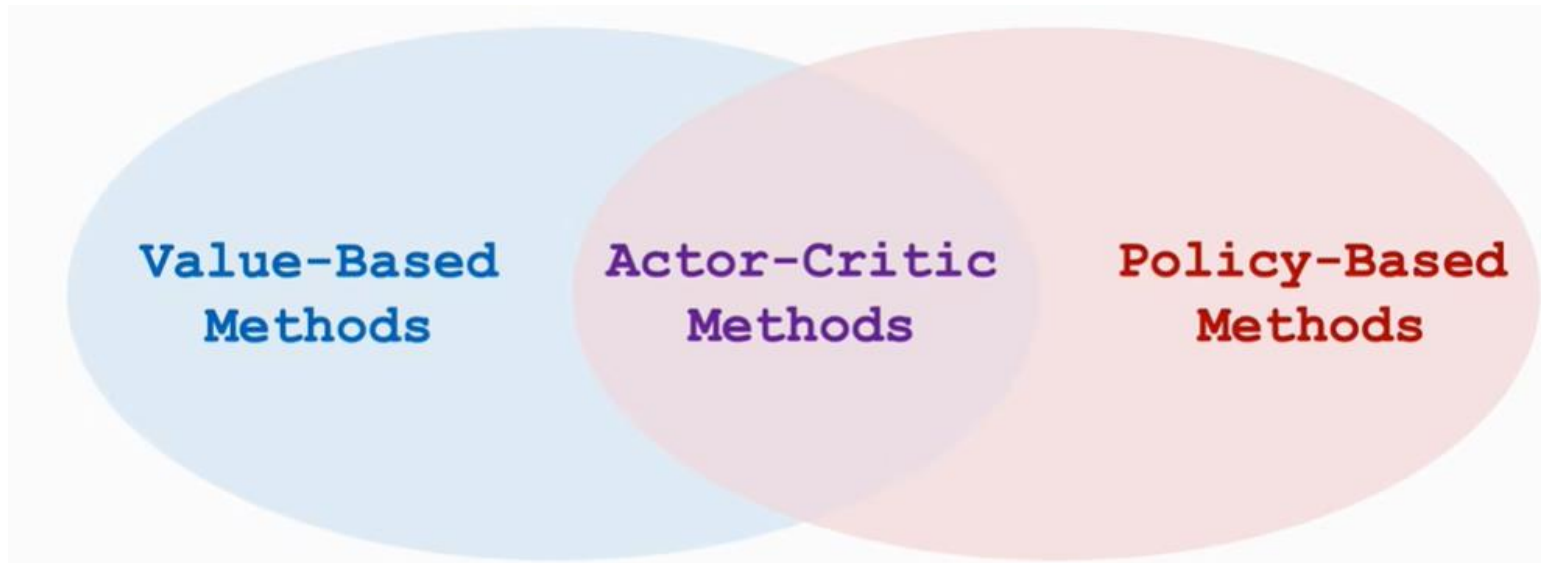 Value-Based
Methods
Actor-Critic
Methods
Policy-Based
Methods